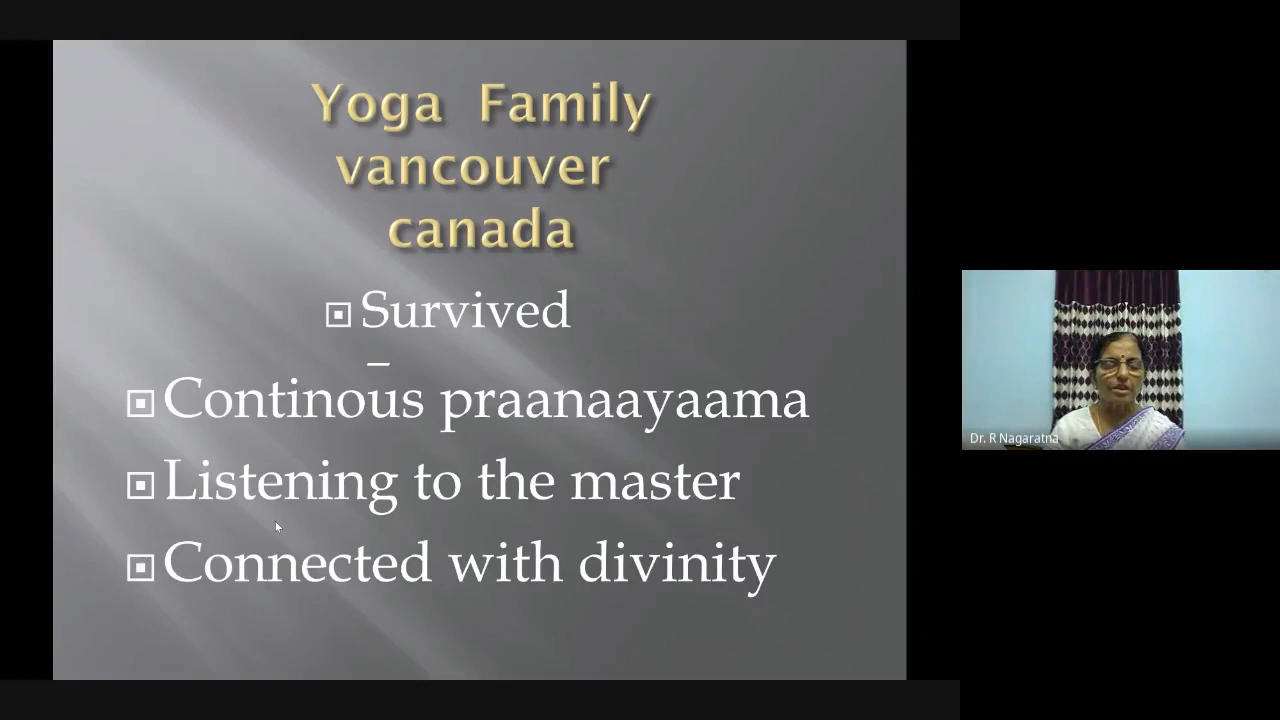 Yoga Family
vancouver
canada
Survived
–
Continous praanaayaama
Listening to the master
Connected with divinity
Dr. R Nagaratna